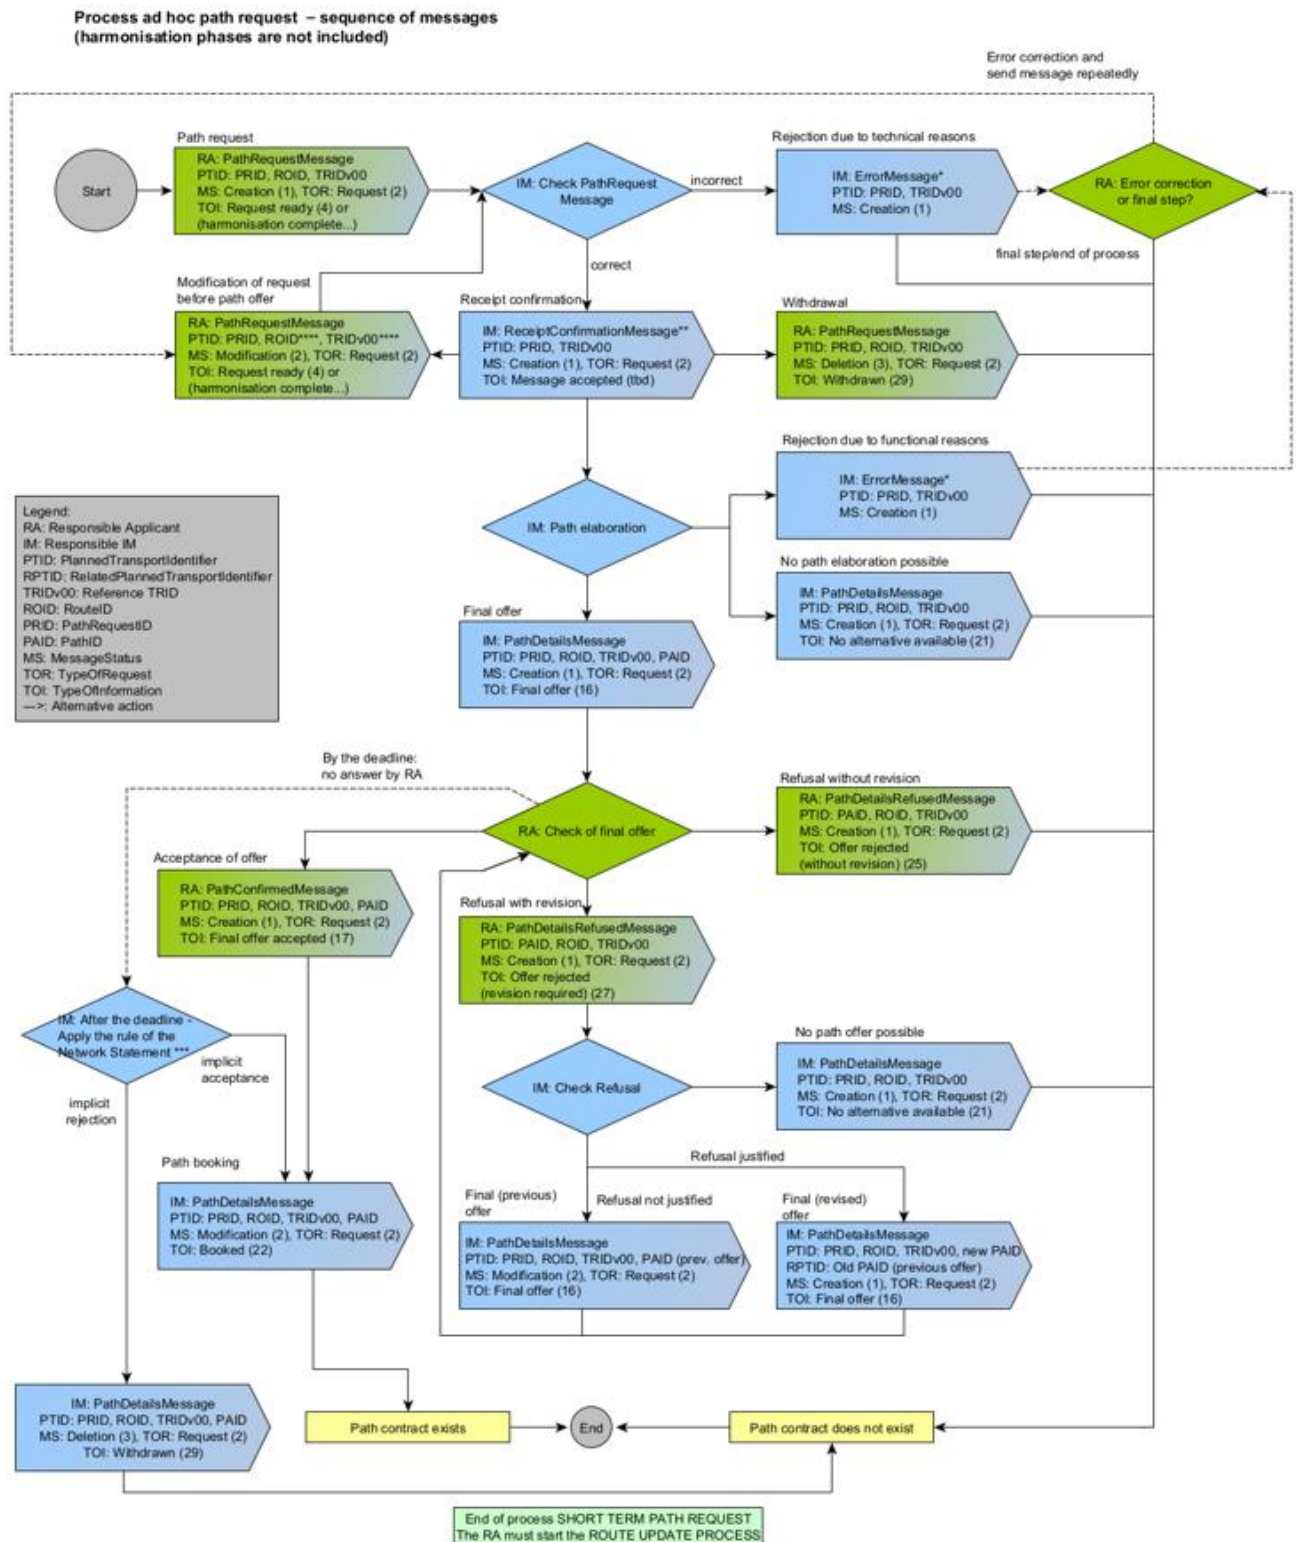 Process ad hoc path request – sequence of messages
(harmonisation phases are not included)
Error correction and
send message repeatedly
Path request
RA: PathRequestMessage
PTID: PRID, ROID, TRIDv00
MS: Creation (1), TOR: Request (2)
TOI: Request ready (4) or
(harmonisation complete...)
Start
IM: Check PathRequest
Message
incorrect
correct
Rejection due to technical reasons
IM: ErrorMessage*
PTID: PRID, TRIDv00
MS: Creation (1)
RA: Error correction
or final step?
final step/end of process
Modification of request
before path offer
RA: PathRequestMessage
PTID: PRID, ROID****, TRIDv00****
MS: Modification (2), TOR: Request (2)
TOI: Request ready (4) or
(harmonisation complete...)
Receipt confirmation
IM: ReceiptConfirmationMessage**
PTID: PRID, TRIDv00
MS: Creation (1), TOR: Request (2)
TOI: Message accepted (tbd)
Withdrawal
RA: PathRequestMessage
PTID: PRID, ROID, TRIDv00
MS: Deletion (3), TOR: Request (2)
TOI: Withdrawn (29)
Rejection due to functional reasons
IM: ErrorMessage*
PTID: PRID, TRIDv00
MS: Creation (1)
IM: Path elaboration
No path elaboration possible
IM: PathDetailsMessage
PTID: PRID, ROID, TRIDv00
MS: Creation (1), TOR: Request (2)
TOI: No alternative available (21)
Legend:
RA: Responsible Applicant
IM: Responsible IM
PTID: PlannedTransportIdentifier
RPTID: RelatedPlannedTransportIdentifier
TRIDv00: Reference TRID
ROID: RouteID
PRID: PathRequestID
PAID: PathID
MS: MessageStatus
TOR: TypeOfRequest
TOI: TypeOfInformation
--->: Alternative action
Final offer
IM: PathDetailsMessage
PTID: PRID, ROID, TRIDv00, PAID
MS: Creation (1), TOR: Request (2)
TOI: Final offer (16)
By the deadline:
no answer by RA
RA: Check of final offer
Refusal without revision
RA: PathDetailsRefusedMessage
PTID: PAID, ROID, TRIDv00
MS: Creation (1), TOR: Request (2)
TOI: Offer rejected
(without revision) (25)
Acceptance of offer
RA: PathConfirmedMessage
PTID: PRID, ROID, TRIDv00, PAID
MS: Creation (1), TOR: Request (2)
TOI: Final offer accepted (17)
Refusal with revision
RA: PathDetailsRefusedMessage
PTID: PAID, ROID, TRIDv00
MS: Creation (1), TOR: Request (2)
TOI: Offer rejected
(revision required) (27)
IM: After the deadline -
Apply the rule of the
Network Statement ***
implicit
acceptance
implicit
rejection
IM: Check Refusal
No path offer possible
IM: PathDetailsMessage
PTID: PRID, ROID, TRIDv00
MS: Creation (1), TOR: Request (2)
TOI: No alternative available (21)
Refusal justified
Refusal not justified
Path booking
IM: PathDetailsMessage
PTID: PRID, ROID, TRIDv00, PAID
MS: Modification (2), TOR: Request (2)
TOI: Booked (22)
Final (previous)
offer
IM: PathDetailsMessage
PTID: PRID, ROID, TRIDv00, PAID (prev. offer)
MS: Modification (2), TOR: Request (2)
TOI: Final offer (16)
Final (revised)
offer
IM: PathDetailsMessage
PTID: PRID, ROID, TRIDv00, new PAID
RPTID: Old PAID (previous offer)
MS: Creation (1), TOR: Request (2)
TOI: Final offer (16)
IM: PathDetailsMessage
PTID: PRID, ROID, TRIDv00, PAID
MS: Deletion (3), TOR: Request (2)
TOI: Withdrawn (29)
Path contract exists
End
Path contract does not exist
End of process SHORT TERM PATH REQUEST
The RA must start the ROUTE UPDATE PROCESS